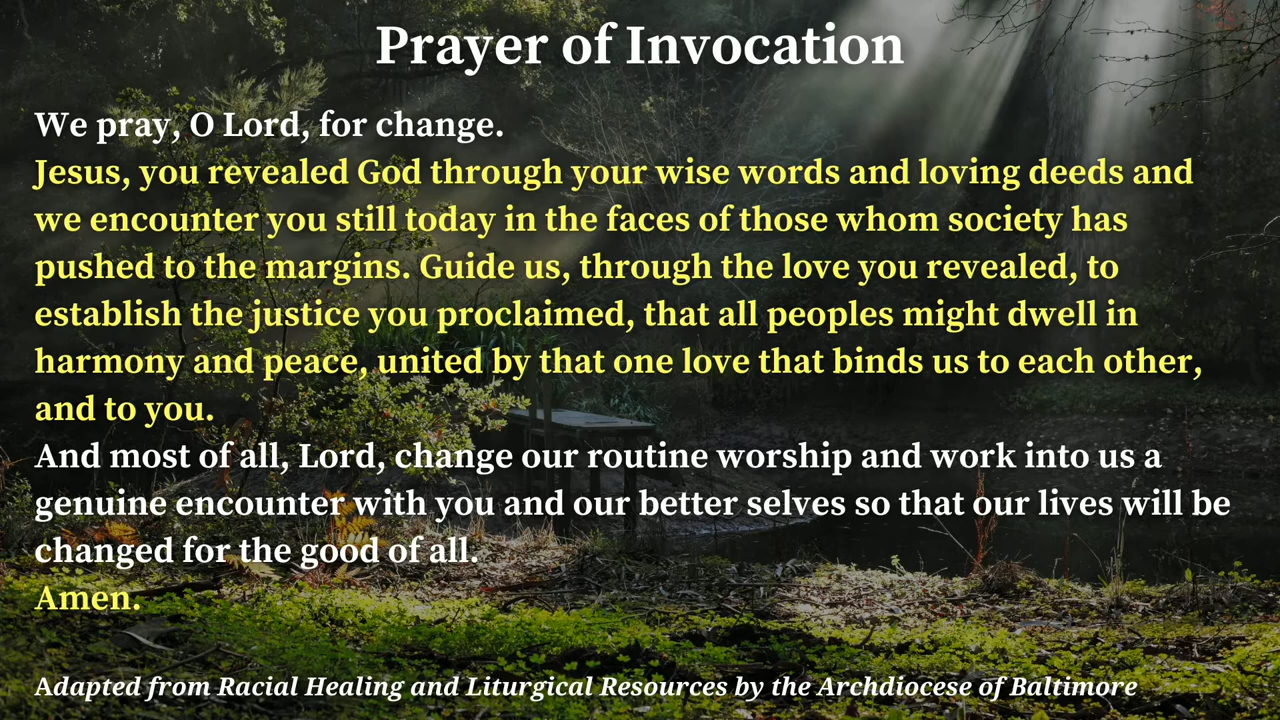 Prayer of Invocation
We pray, O Lord, for change.
Jesus, you revealed God through your wise words and loving deeds and
we encounter you still today in the faces of those whom society has
pushed to the margins. Guide us, through the love you revealed, to
establish the justice you proclaimed, that all peoples might dwell in
harmony and peace, united by that one love that binds us to each other,
and to you.
And most of all, Lord, change our routine worship and work into us a
genuine encounter with you and our better selves so that our lives will be
changed for the good of all.
Amen.
Adapted from Racial Healing and Liturgical Resources by the Archdiocese of Baltimore